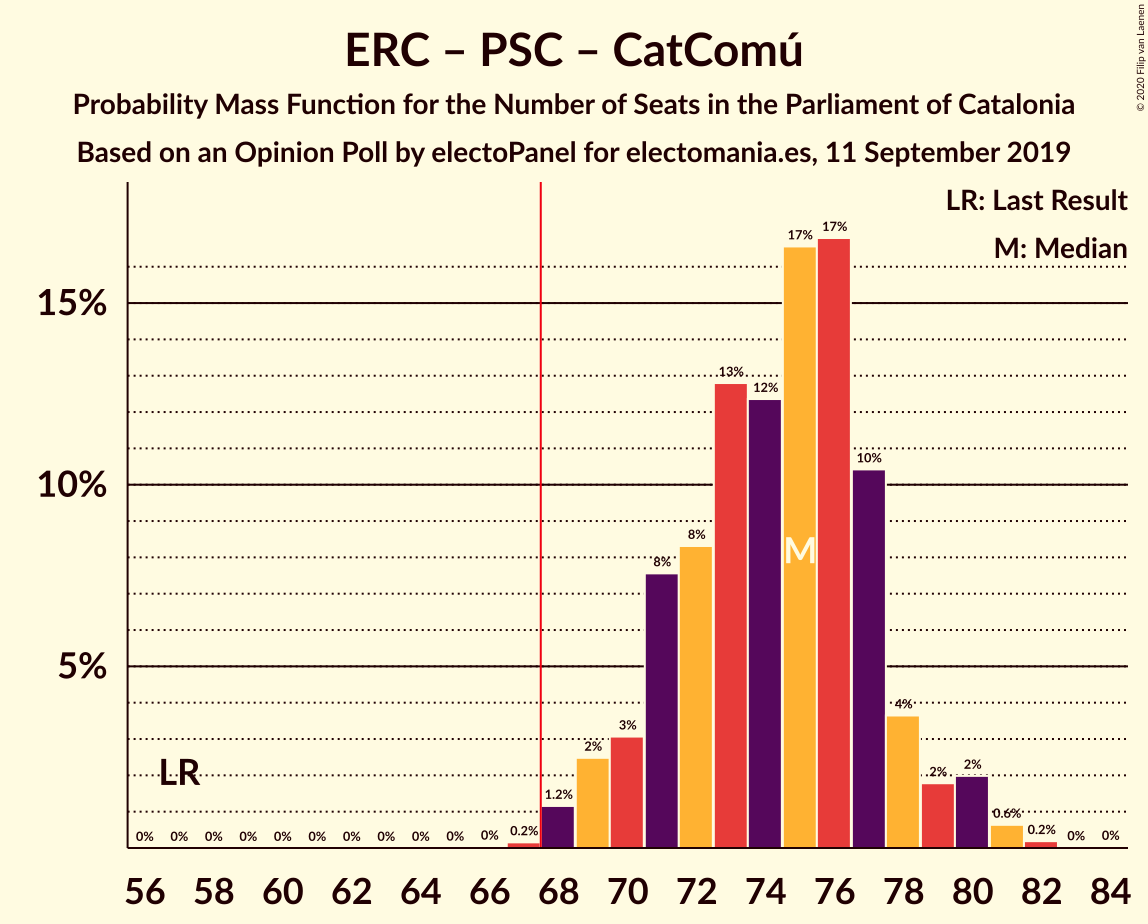 ERC – PSC – CatComú
Probability Mass Function for the Number of Seats in the Parliament of Catalonia
Based on an Opinion Poll by electoPanel for electomania.es, 11 September 2019
© 2020 Filip van Laenen
LR: Last Result
M: Median
15%
10%
5%
17% 17%
13% 12%
10%
8% 8%
M
4%
3%
2% 2% 2%
LR
1.2%
0.6%
0% 0% 0% 0% 0% 0% 0% 0% 0% 0% 0% 0.2% 0.2% 0% 0%
56 58 60 62 64 66 68 70 72 74 76 78 80 82 84